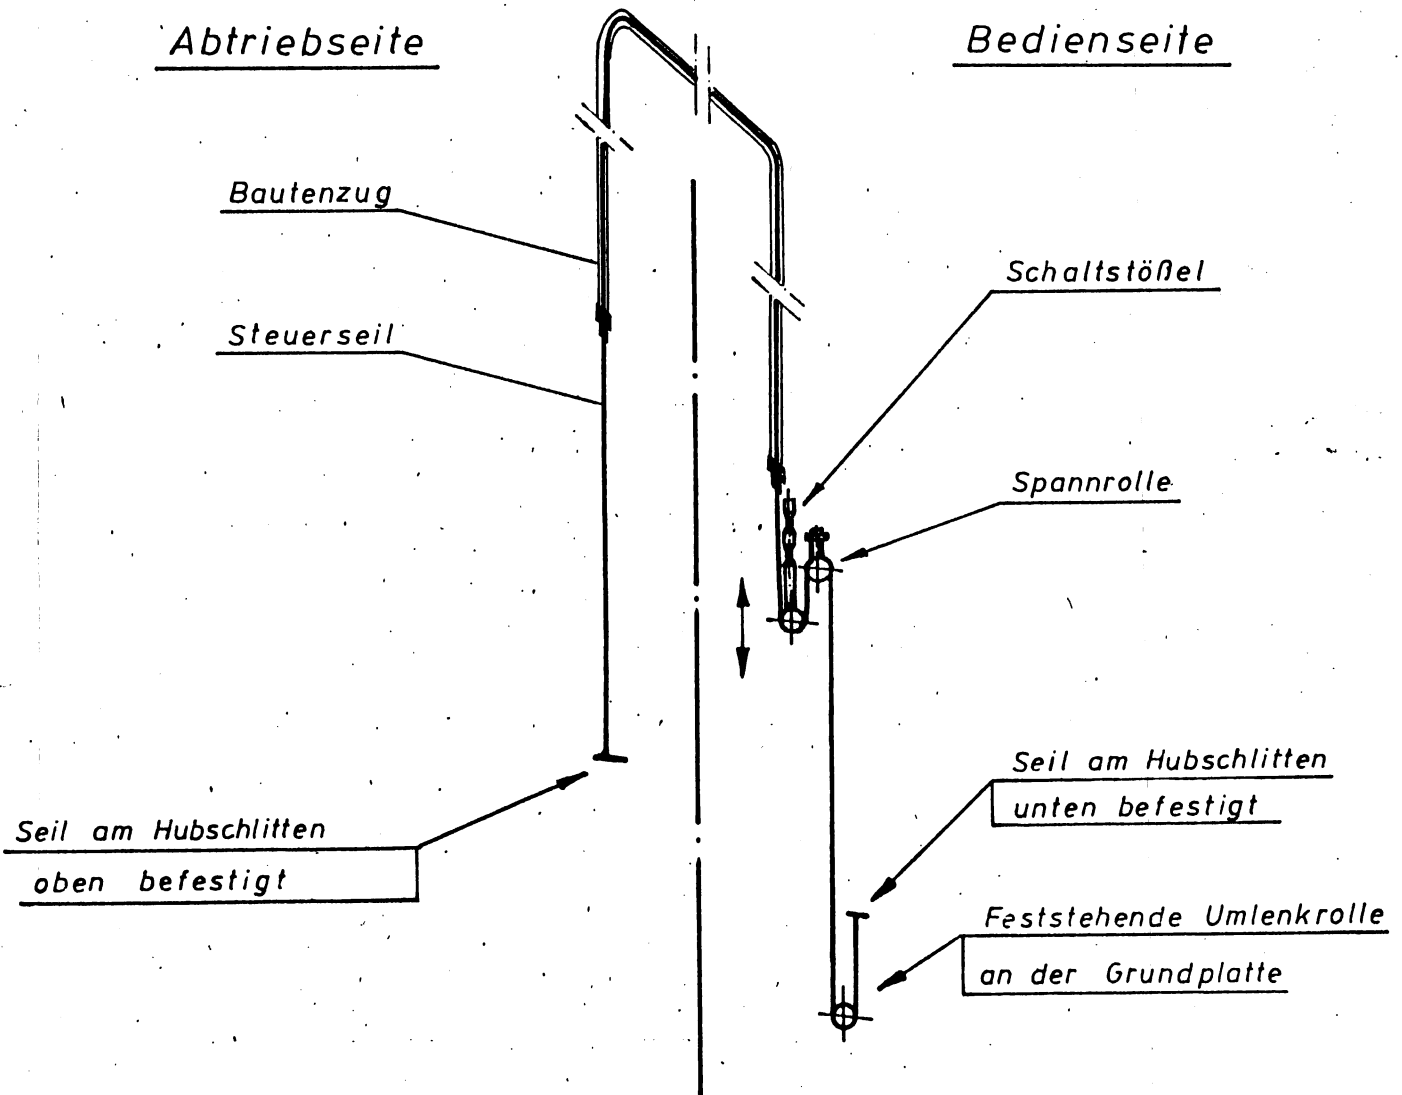 Abtriebseite
Bedienseite
Bautenzug
Steuerseil
Schaltstößel
Spannrolle
Seil am Hubschlitten
oben befestigt
Seil am Hubschlitten
unten befestigt
Feststehende Umlenkrolle
an der Grundplatte